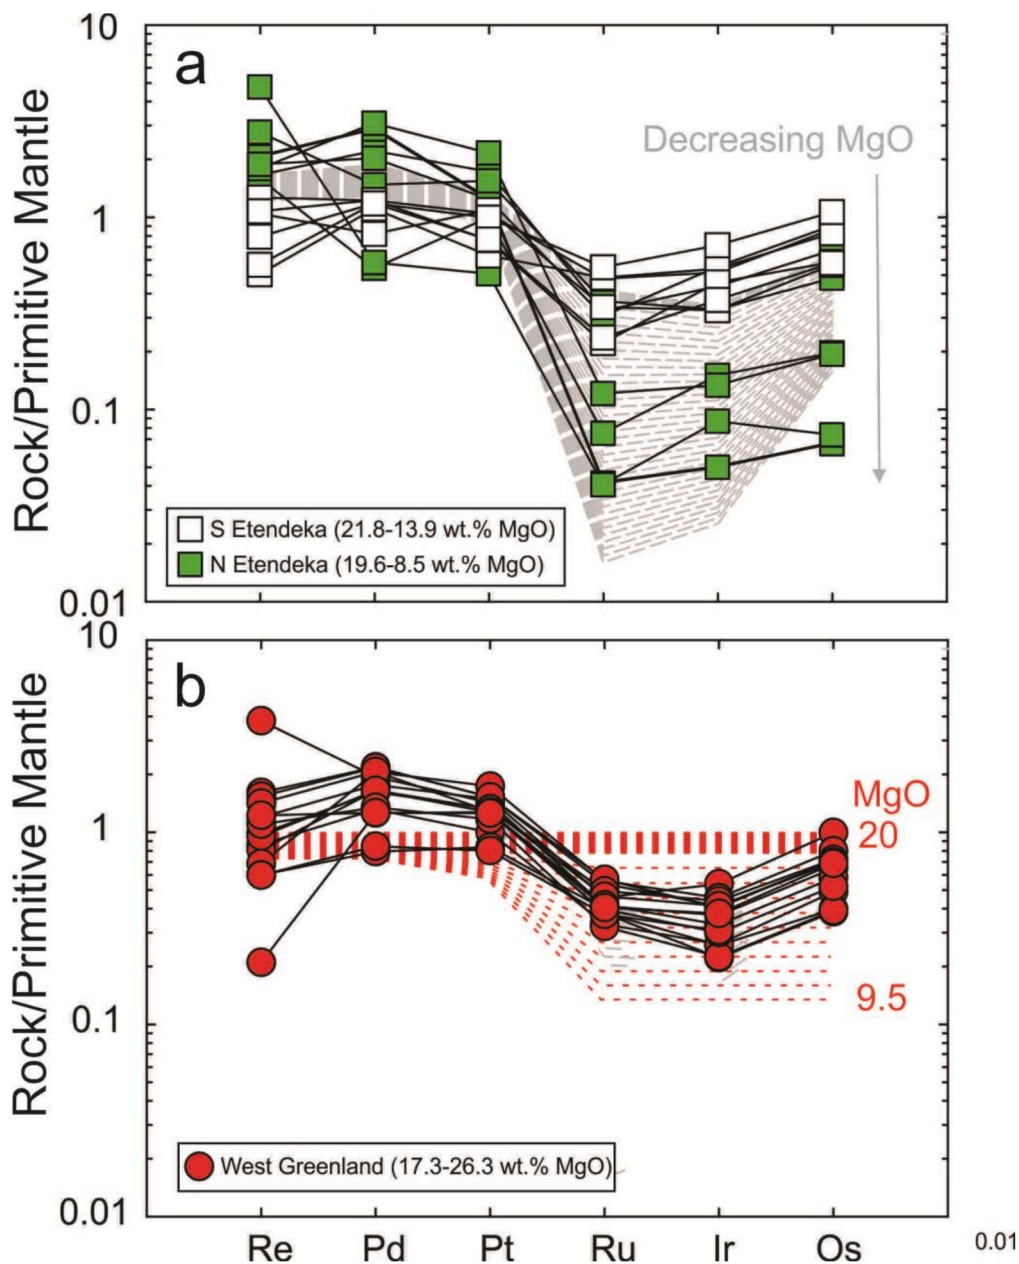 10
a
Decreasing MgO
1
Rock/Primitive Mantle
0.1
S Etendeka (21.8-13.9 wt.% MgO)
N Etendeka (19.6-8.5 wt.% MgO)
0.01
10
b
MgO
20
1
Rock/Primitive Mantle
9.5
0.1
West Greenland (17.3-26.3 wt.% MgO)
0.01
Re Pd Pt Ru Ir Os
0.01